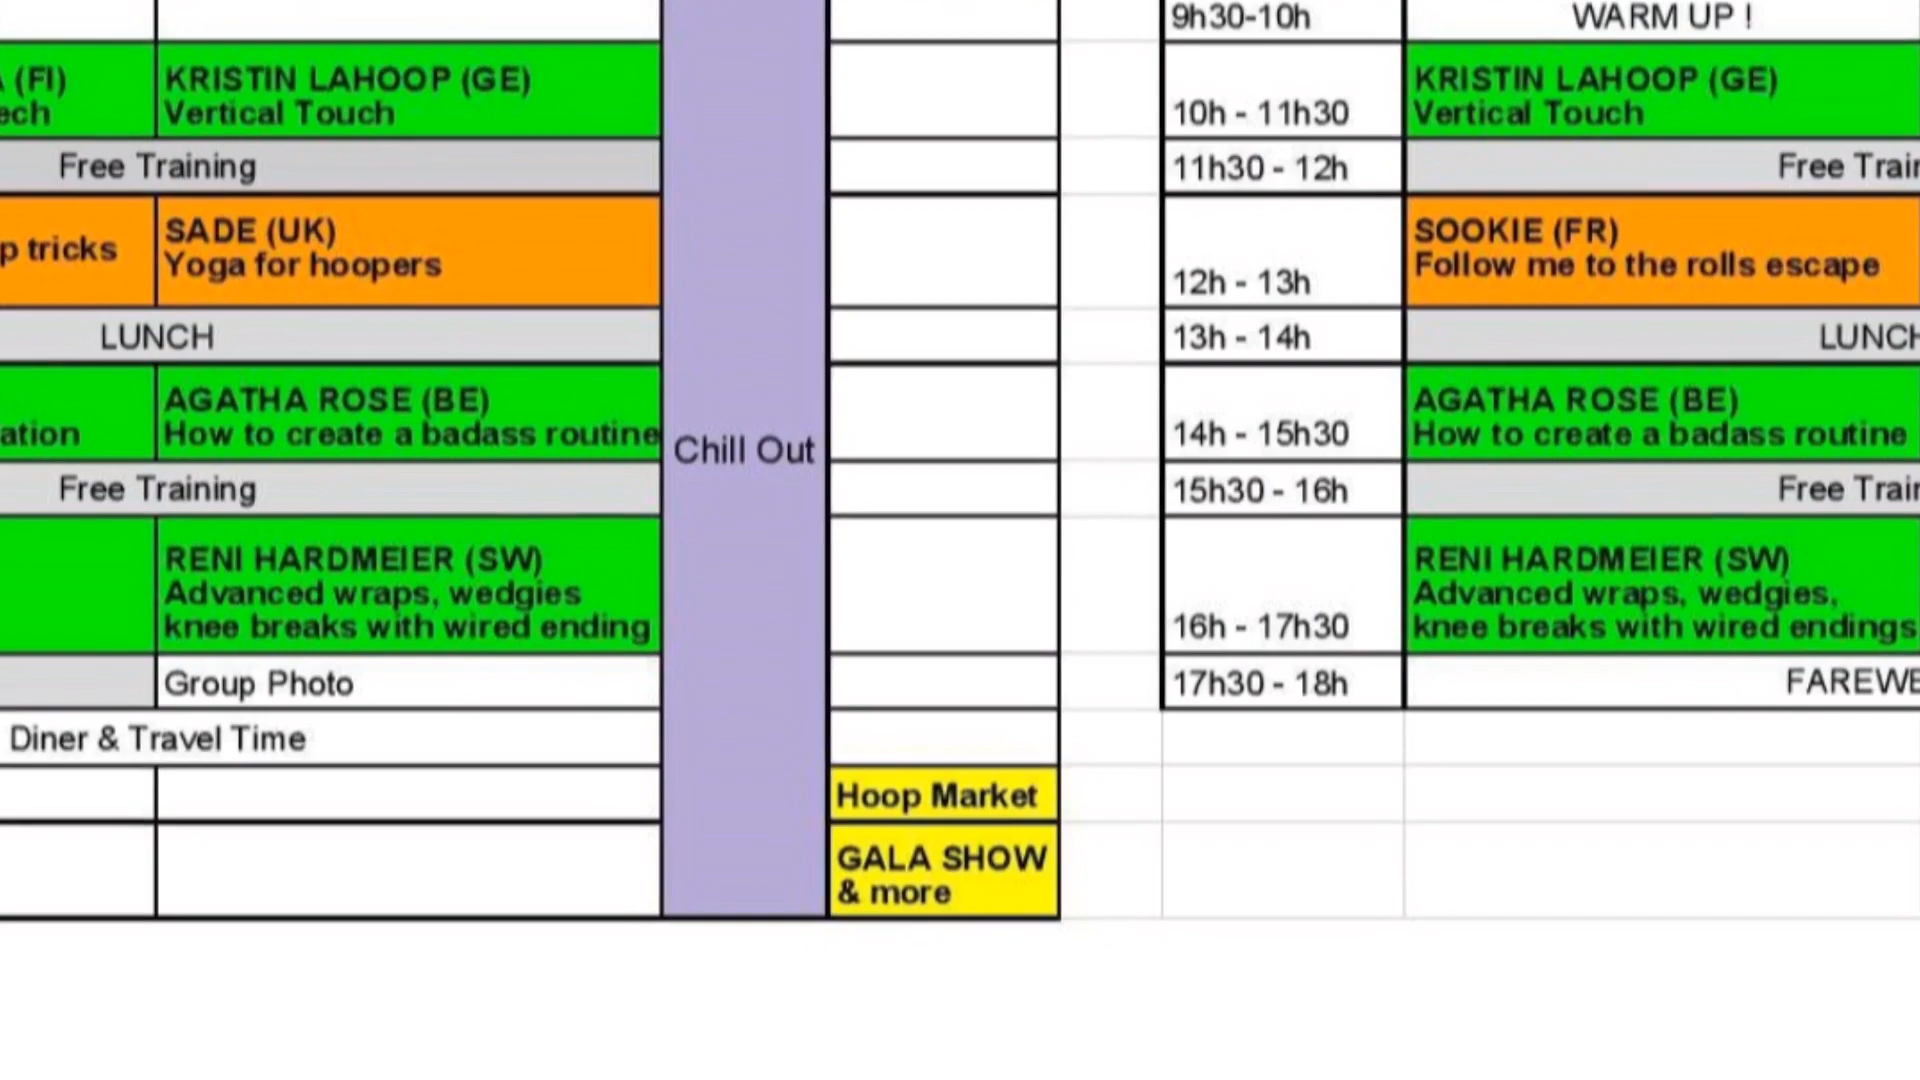 9h30-10h
WARM UP !
(FI)
KRISTIN LAHOOP (GE)
Vertical Touch
10h - 11h30
KRISTIN LAHOOP (GE)
Vertical Touch
Free Training
11h30 - 12h
Free
SADE (UK)
Yoga for hoopers
tricks
12h - 13h
SOOKIE (FR)
Follow me to the rolls escape
LUNCH
13h - 14h
AGATHA ROSE (BE)
How to create a badass routine
Chill Out
14h - 15h30
AGATHA ROSE (BE)
How to create a badass routine
Free Training
15h30 - 16h
Free
RENI HARDMEIER (SW)
Advanced wraps, wedgies
knee breaks with wired ending
16h - 17h30
RENI HARDMEIER (SW)
Advanced wraps, wedgies,
knee breaks with wired endings
Group Photo
17h30 - 18h
Diner & Travel Time
Hoop Market
GALA SHOW
& more